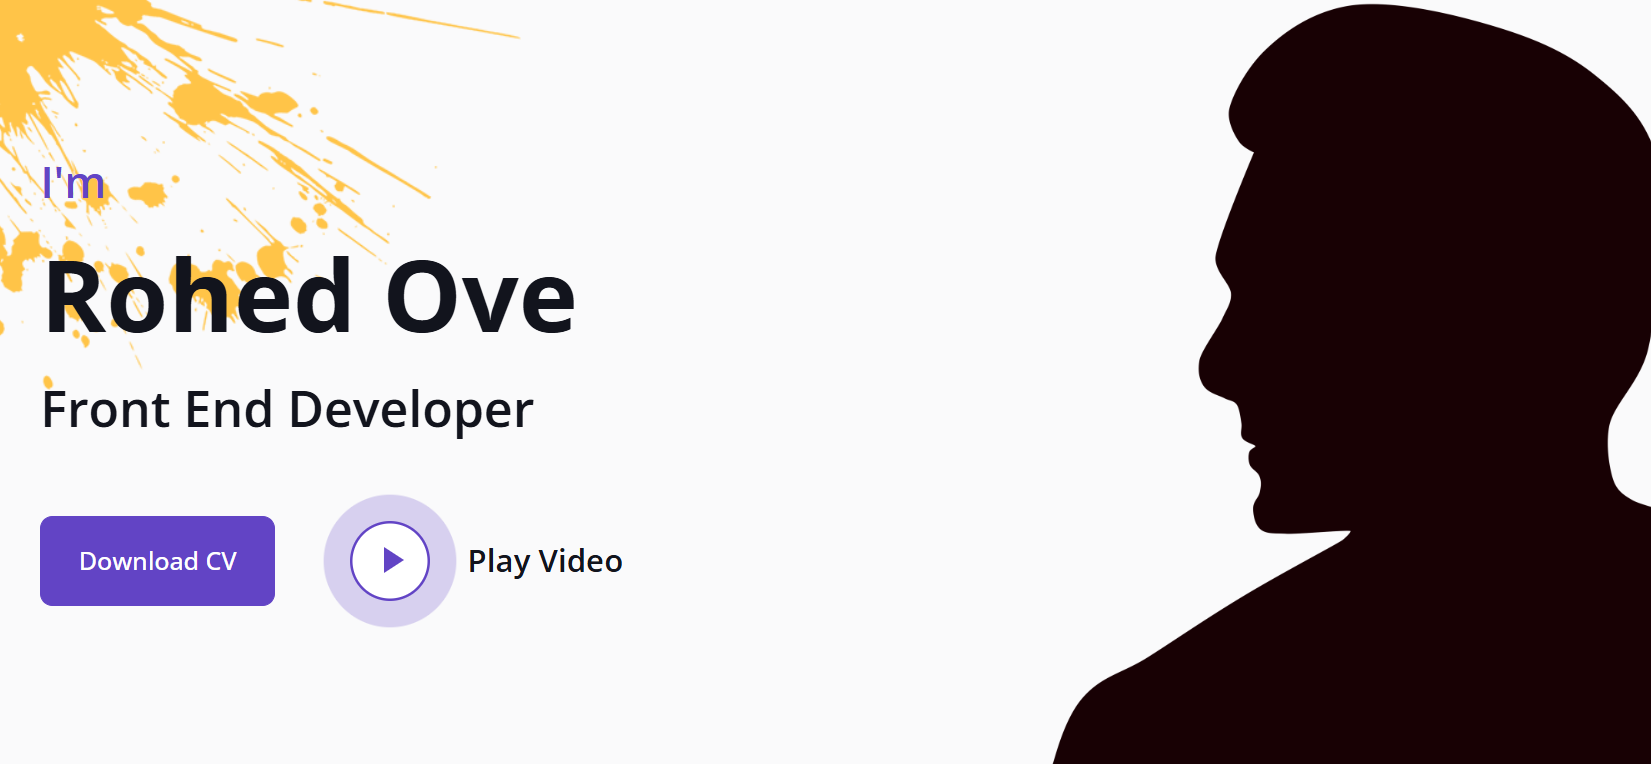 I'm
Rohed Ove
Front End Developer
Download CV
Play Video